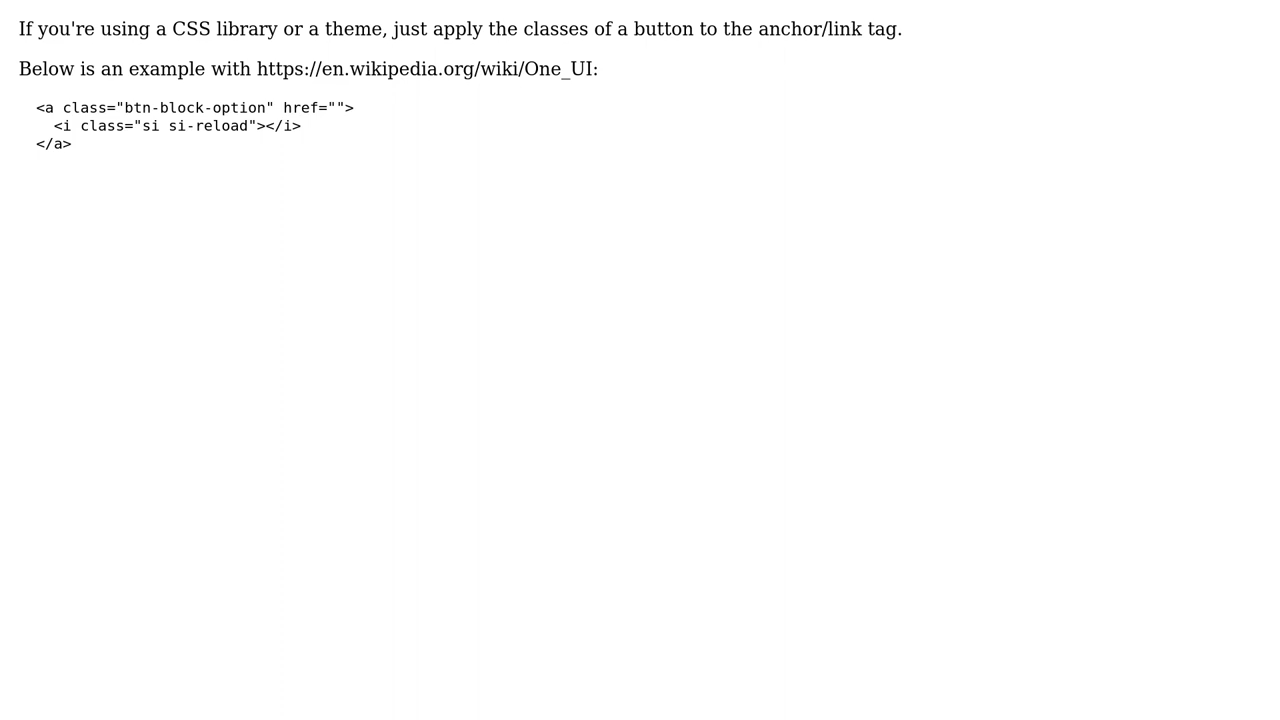 If you're using a CSS library or a theme, just apply the classes of a button to the anchor/link tag.
Below is an example with https://en.wikipedia.org/wiki/One_UI:
<a class="btn-block-option" href="">
<i class="si si-reload"></i>
</a>